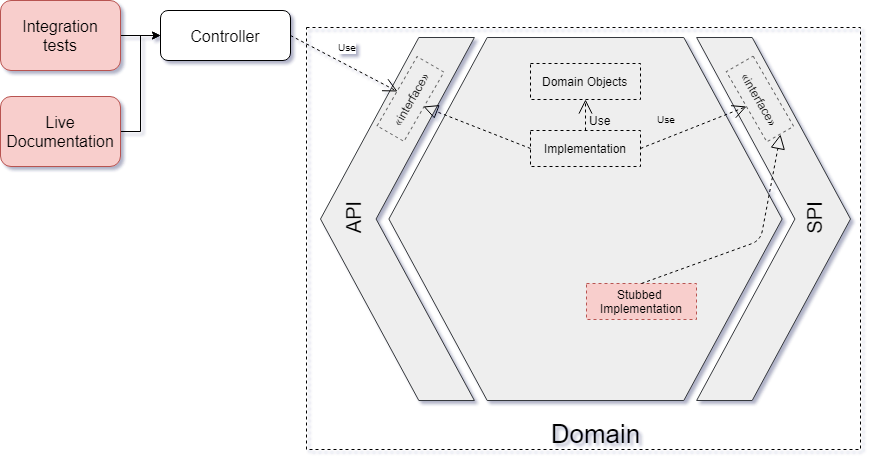 Integration
tests
Controller
Live
Documentation
Use
«interface»
API
Domain Objects
Use
Implementation
Use
«interface»
SPI
Stubbed
Implementation
Domain